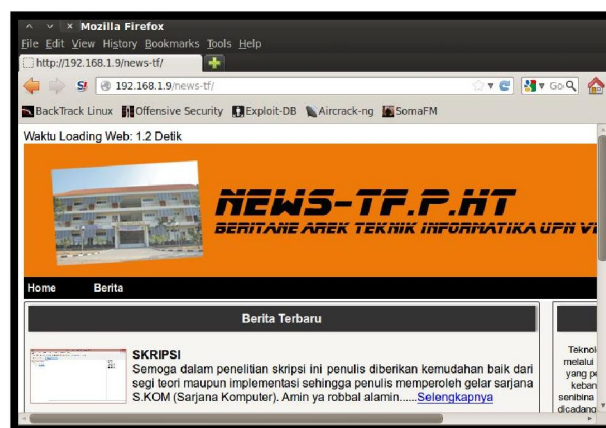 Mozilla Firefox
File Edit View History Bookmarks Tools Help
http://192.168.1.9/news-tf/
192.168.1.9/news-tf/
BackTrack Linux Offensive Security Exploit-DB Aircrack-ng SomaFM
Waktu Loading Web: 1.2 Detik
NEWS-TF.P.HT
BERITANE AREK TEKNIK INFORMATIKA UPN
Home Berita
Berita Terbaru
SKRIPSI
Semoga dalam penelitian skripsi ini penulis diberikan kemudahan baik dari
segi teori maupun implementasi sehingga penulis memperoleh gelar sarjana
S.KOM (Sarjana Komputer). Amin ya robbal alamin......Selengkapnya
Teknol
melalui
yang pe
keban
senibina
dicadang